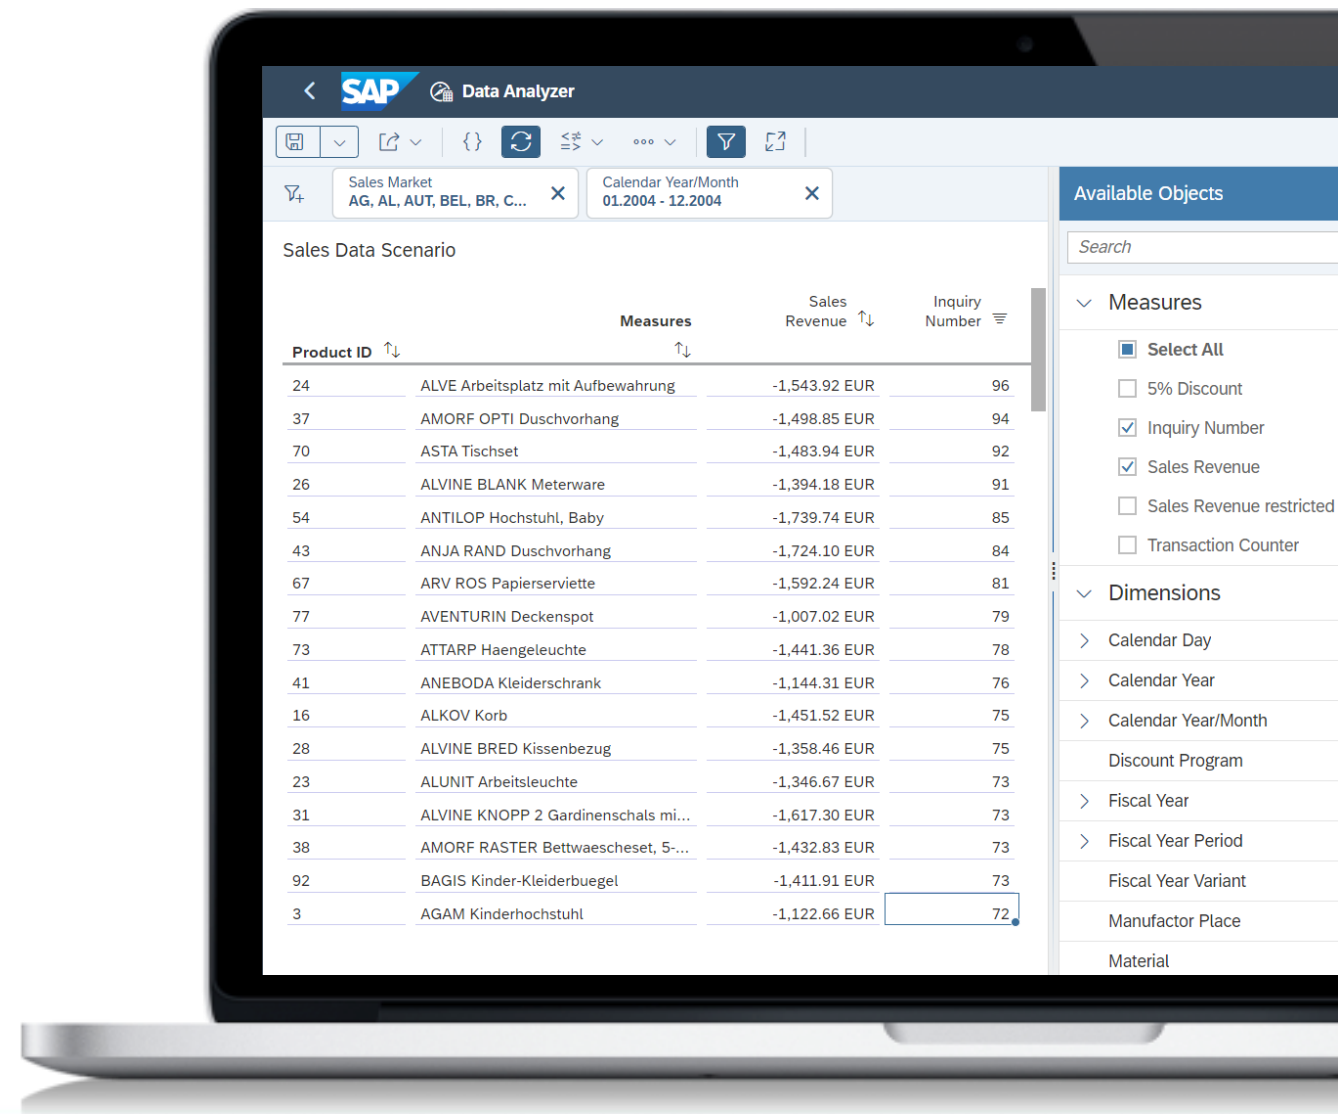 SAP Data Analyzer
Sales Market
AG, AL, AUT, BEL, BR, C...
Calendar Year/Month
01.2004 - 12.2004
Sales Data Scenario
Product ID Measures Sales Revenue Inquiry Number
24 ALVE Arbeitsplatz mit Aufbewahrung -1,543.92 EUR 96
37 AMORF OPTI Duschvorhang -1,498.85 EUR 94
70 ASTA Tischset -1,483.94 EUR 92
26 ALVINE BLANK Meterware -1,394.18 EUR 91
54 ANTILOP Hochstuhl, Baby -1,739.74 EUR 85
43 ANJA RAND Duschvorhang -1,724.10 EUR 84
67 ARV ROS Papierserviette -1,592.24 EUR 81
77 AVENTURIN Deckenspot -1,007.02 EUR 79
73 ATTARP Haengeleuchte -1,441.36 EUR 78
41 ANEBODA Kleiderschrank -1,144.31 EUR 76
16 ALKOV Korb -1,451.52 EUR 75
28 ALVINE BRED Kissenbezug -1,358.46 EUR 75
23 ALUNIT Arbeitsleuchte -1,346.67 EUR 73
31 ALVINE KNOPP 2 Gardinenschals mi... -1,617.30 EUR 73
38 AMORF RASTER Bettwaescheset, 5-... -1,432.83 EUR 73
92 BAGIS Kinder-Kleiderbuegel -1,411.91 EUR 73
3 AGAM Kinderhochstuhl -1,122.66 EUR 72
Available Objects
Search
Measures
Select All
5% Discount
Inquiry Number
Sales Revenue
Sales Revenue restricted
Transaction Counter
Dimensions
Calendar Day
Calendar Year
Calendar Year/Month
Discount Program
Fiscal Year
Fiscal Year Period
Fiscal Year Variant
Manufactor Place
Material